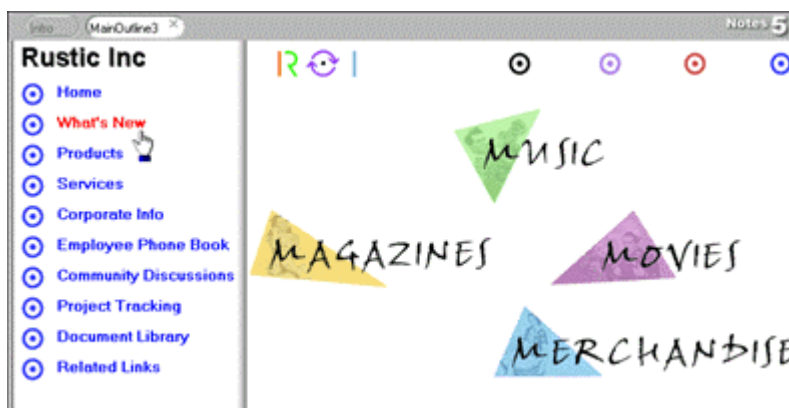 Intro
MainOutline3 ×
Notes 5
Rustic Inc
Home
What's New
Products
Services
Corporate Info
Employee Phone Book
Community Discussions
Project Tracking
Document Library
Related Links
MUSIC
MAGAZINES
MOVIES
MERCHANDISE